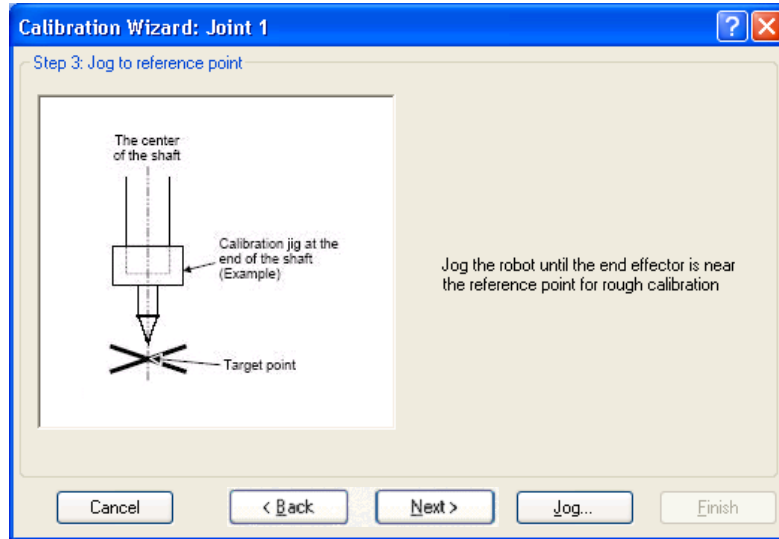 Calibration Wizard: Joint 1
Step 3: Jog to reference point
The center
of the shaft
Calibration jig at the
end of the shaft
(Example)
Target point
Jog the robot until the end effector is near
the reference point for rough calibration
Cancel
< Back
Next >
Jog...
Finish